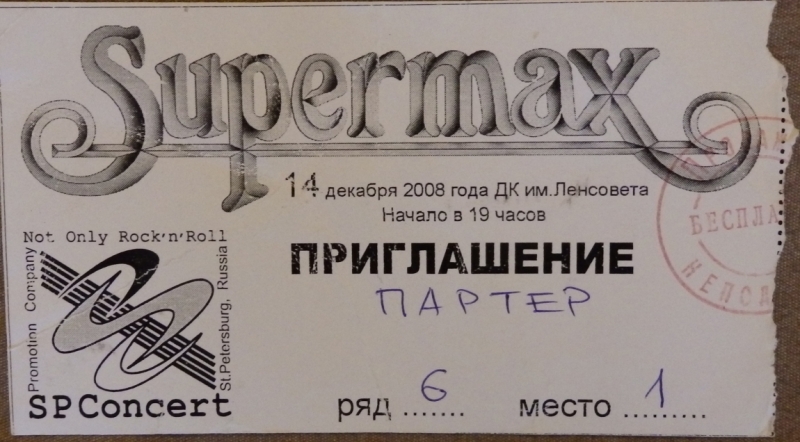 Supermax
14 декабря 2008 года ДК им.Ленсовета
Начало в 19 часов
Not Only Rock'n'Roll
Promotion Company
St.Petersburg, Russia
SPConcert
ПРИГЛАШЕНИЕ
ПАРТЕР
ряд 6 место 1